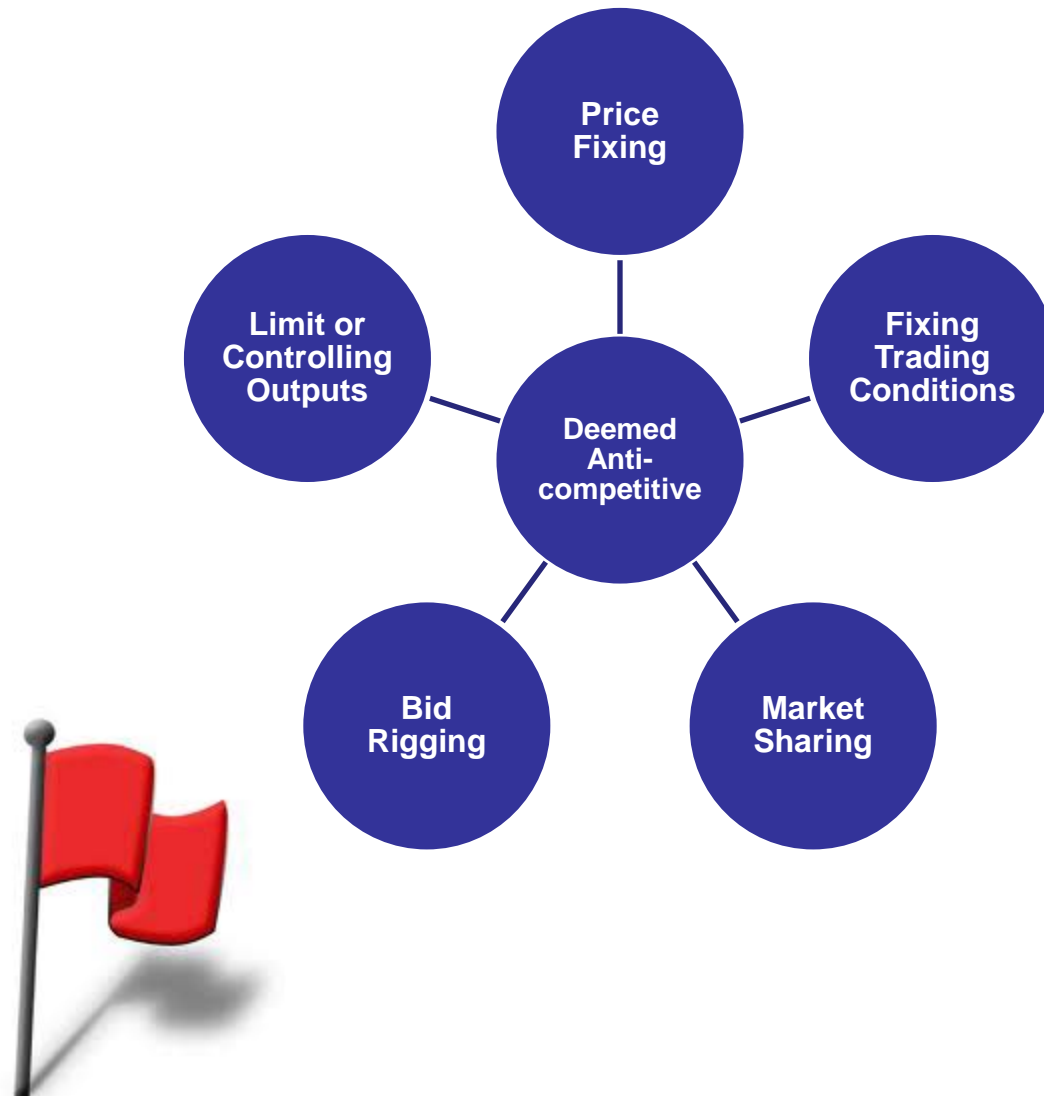 Price
Fixing
Limit or
Controlling
Outputs
Fixing
Trading
Conditions
Deemed
Anti-
competitive
Bid
Rigging
Market
Sharing